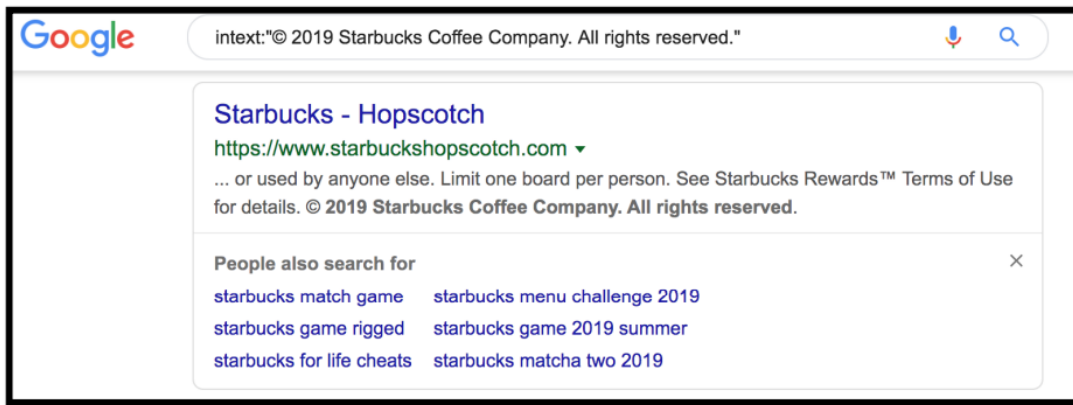 Google
intext:"© 2019 Starbucks Coffee Company. All rights reserved."
Starbucks - Hopscotch
https://www.starbuckshopscotch.com
... or used by anyone else. Limit one board per person. See Starbucks Rewards™ Terms of Use
for details. © 2019 Starbucks Coffee Company. All rights reserved.
People also search for
starbucks match game starbucks menu challenge 2019
starbucks game rigged starbucks game 2019 summer
starbucks for life cheats starbucks matcha two 2019